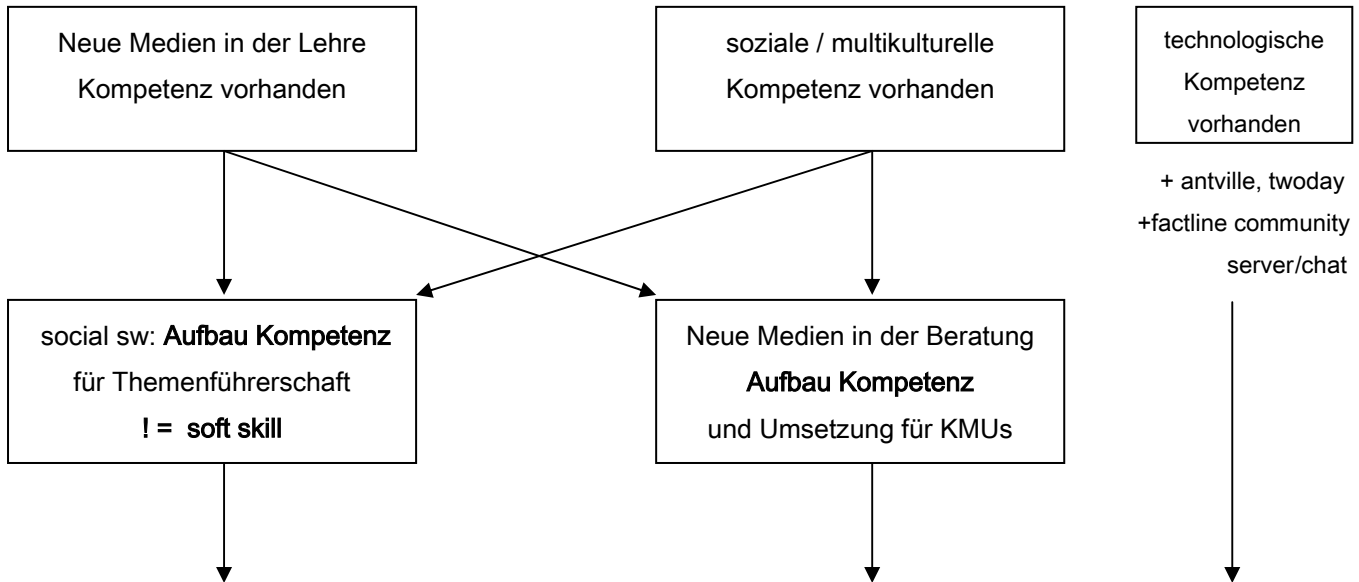 Neue Medien in der Lehre
Kompetenz vorhanden
soziale / multikulturelle
Kompetenz vorhanden
technologische
Kompetenz
vorhanden
+ antville, twoday
+factline community
server/chat
social sw: Aufbau Kompetenz
für Themenführerschaft
! = soft skill
Neue Medien in der Beratung
Aufbau Kompetenz
und Umsetzung für KMUs